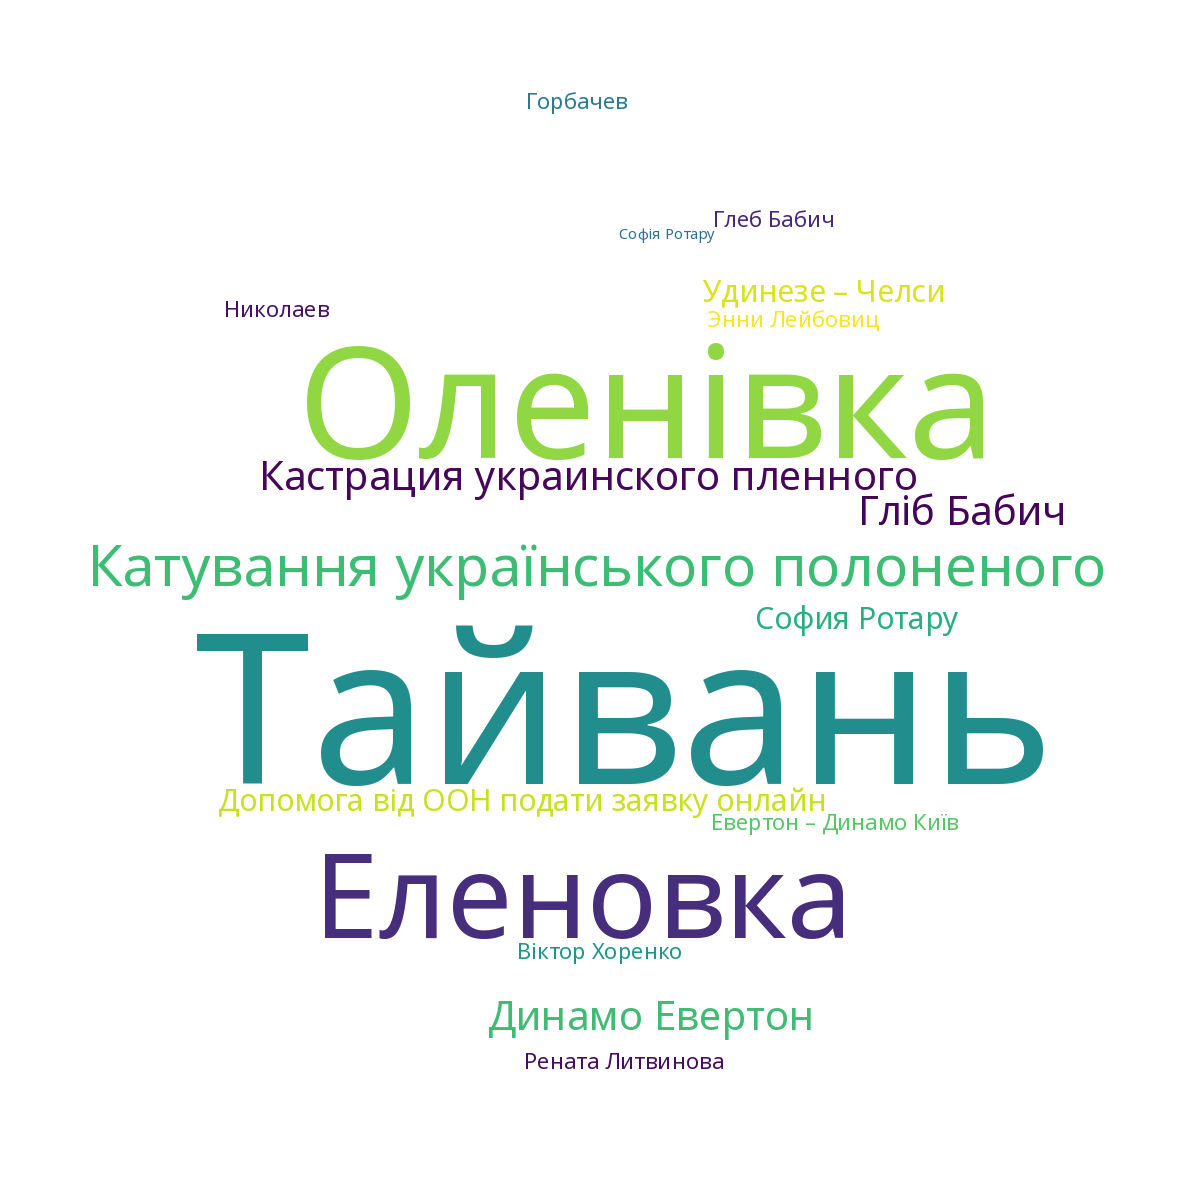 Горбачев
Глеб Бабич
Софія Ротару
Удинезе – Челси
Николаев
Энни Лейбовиц
Оленівка
Кастрация украинского пленного
Гліб Бабич
Катування українського полоненого
София Ротару
Тайвань
Допомога від ООН подати заявку онлайн
Евертон – Динамо Київ
Еленовка
Віктор Хоренко
Динамо Евертон
Рената Литвинова